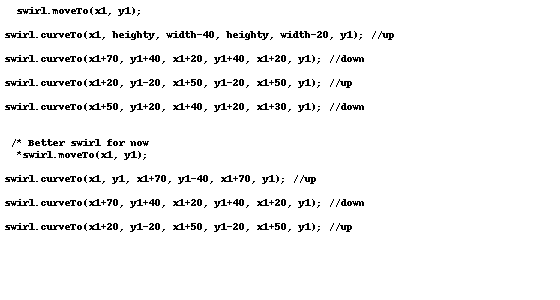 swirl.moveTo(x1, y1);
swirl.curveTo(x1, heighty, width-40, heighty, width-20, y1); //up
swirl.curveTo(x1+70, y1+40, x1+20, y1+40, x1+20, y1); //down
swirl.curveTo(x1+20, y1-20, x1+50, y1-20, x1+50, y1); //up
swirl.curveTo(x1+50, y1+20, x1+40, y1+20, x1+30, y1); //down
/* Better swirl for now
*swirl.moveTo(x1, y1);
swirl.curveTo(x1, y1, x1+70, y1-40, x1+70, y1); //up
swirl.curveTo(x1+70, y1+40, x1+20, y1+40, x1+20, y1); //down
swirl.curveTo(x1+20, y1-20, x1+50, y1-20, x1+50, y1); //up